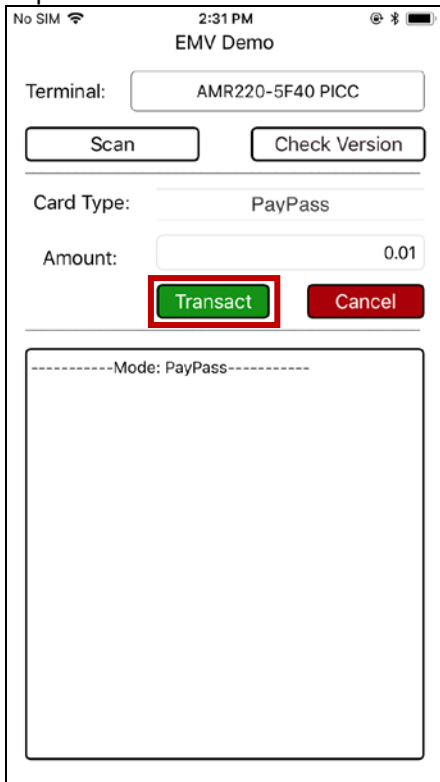 No SIM 2:31 PM
EMV Demo
Terminal: AMR220-5F40 PICC
Scan Check Version
Card Type: PayPass
Amount: 0.01
Transact Cancel
-----------Mode: PayPass-----------